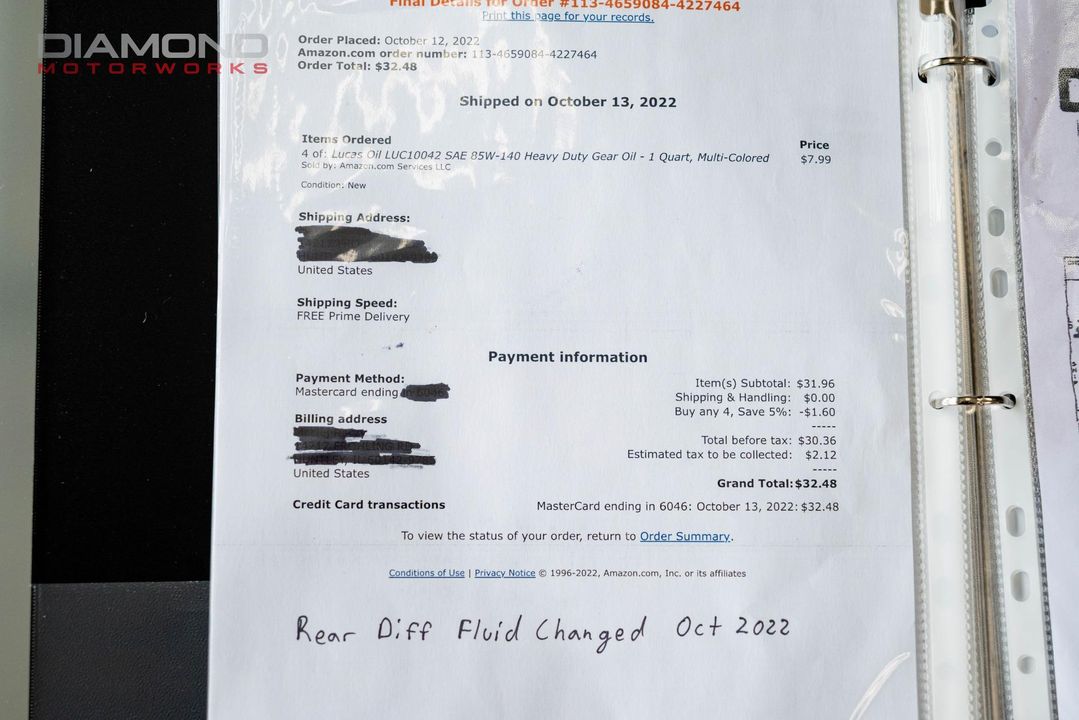 DIAMOND
MOTORWORKS
Final Details for Order #113-4659084-4227464
Print this page for your records.
Order Placed: October 12, 2022
Amazon.com order number: 113-4659084-4227464
Order Total: $32.48
Shipped on October 13, 2022
Items Ordered Price
4 of: Lucas Oil LUC10042 SAE 85W-140 Heavy Duty Gear Oil - 1 Quart, Multi-Colored $7.99
Sold by: Amazon.com Services LLC
Condition: New
Shipping Address:
United States
Shipping Speed:
FREE Prime Delivery
Payment information
Payment Method:
Mastercard ending
Billing address
United States
Item(s) Subtotal: $31.96
Shipping & Handling: $0.00
Buy any 4, Save 5%: -$1.60
-----
Total before tax: $30.36
Estimated tax to be collected: $2.12
-----
Grand Total: $32.48
Credit Card transactions MasterCard ending in 6046: October 13, 2022: $32.48
To view the status of your order, return to Order Summary.
Conditions of Use | Privacy Notice © 1996-2022, Amazon.com, Inc. or its affiliates
Rear Diff Fluid Changed Oct 2022